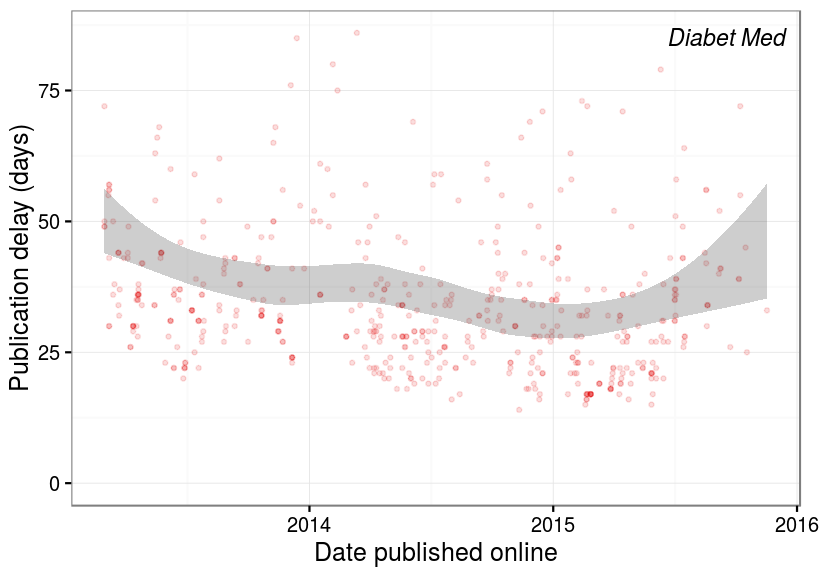 Diabet Med
75
50
25
0
Publication delay (days)
2014
2015
2016
Date published online